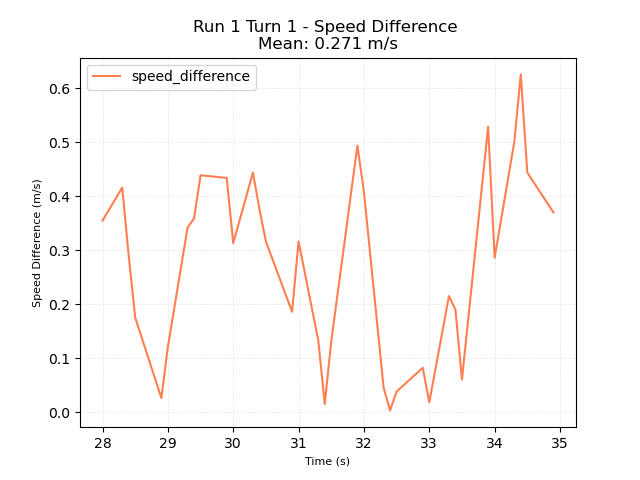 Run 1 Turn 1 - Speed Difference
Mean: 0.271 m/s
speed_difference
Speed Difference (m/s)
0.6
0.5
0.4
0.3
0.2
0.1
0.0
28 29 30 31 32 33 34 35
Time (s)